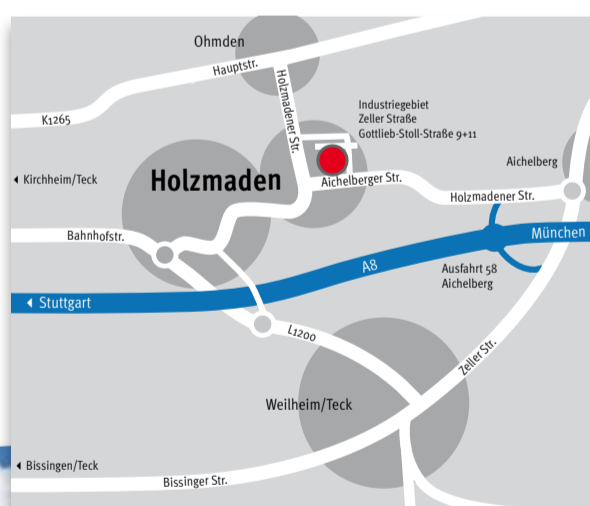 Ohmden
Hauptstr.
Holzmadener Str.
K1265
Industriegebiet
Zeller Straße
Gottlieb-Stoll-Straße 9+11
Aichelberg
Kirchheim/Teck
Holzmaden
Aichelberger Str.
Holzmadener Str.
Bahnhofstr.
München
A8
Ausfahrt 58
Aichelberg
Stuttgart
L1200
Zeller Str.
Weilheim/Teck
Bissingen/Teck
Bissinger Str.